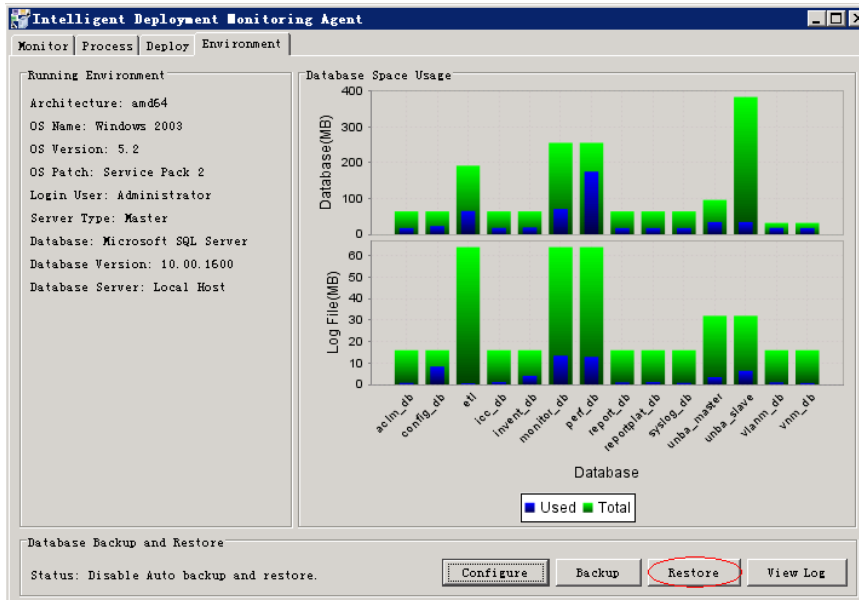 Intelligent Deployment Monitoring Agent
Monitor Process Deploy Environment
Running Environment
Architecture: amd64
OS Name: Windows 2003
OS Version: 5.2
OS Patch: Service Pack 2
Login User: Administrator
Server Type: Master
Database: Microsoft SQL Server
Database Version: 10.00.1600
Database Server: Local Host
Database Space Usage
Database(MB)
400
300
200
100
0
Log File(MB)
60
50
40
30
20
10
0
aclm_db
config_db
etl
icc_db
invent_db
monitor_db
perf_db
report_db
reportplat_db
syslog_db
unba_master
unba_slave
vlanm_db
vnm_db
Database
Used Total
Database Backup and Restore
Status: Disable Auto backup and restore.
Configure Backup Restore View Log